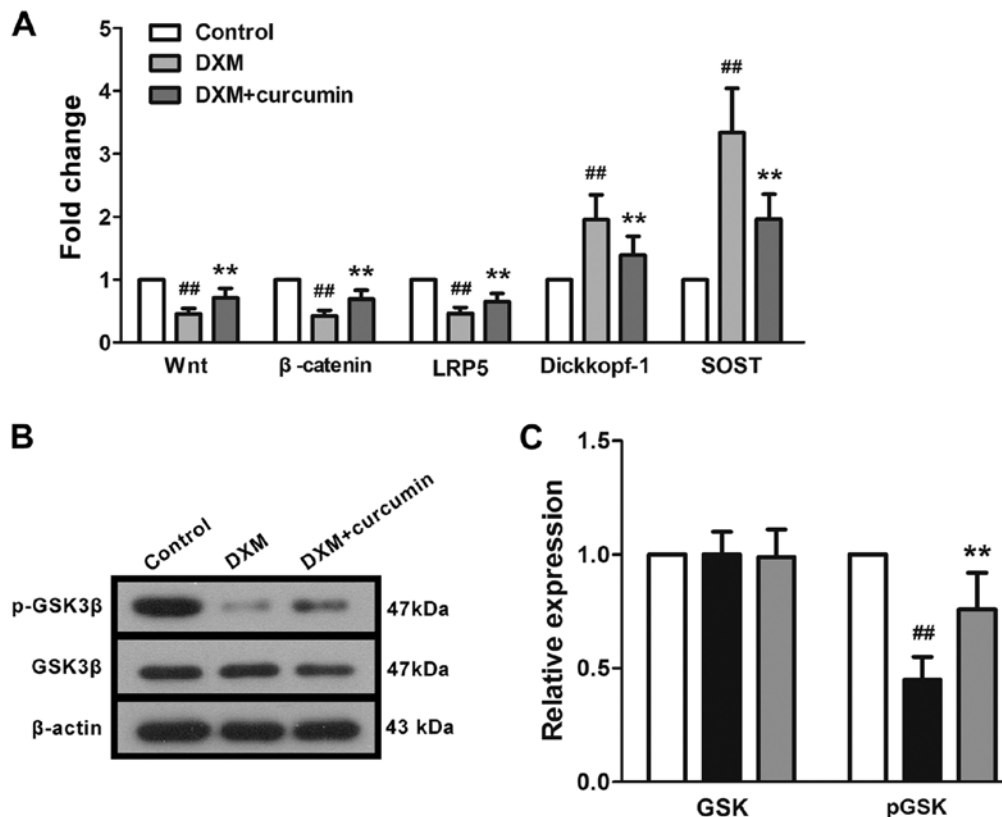 A
Fold change
5
4
3
2
1
0
Control
DXM
DXM+curcumin
## ** ## ** ## ** ## ** ## **
Wnt β-catenin LRP5 Dickkopf-1 SOST
B
Control DXM DXM+curcumin
p-GSK3β 47kDa
GSK3β 47kDa
β-actin 43 kDa
C
Relative expression
1.5
1.0
0.5
0.0
## **
GSK pGSK